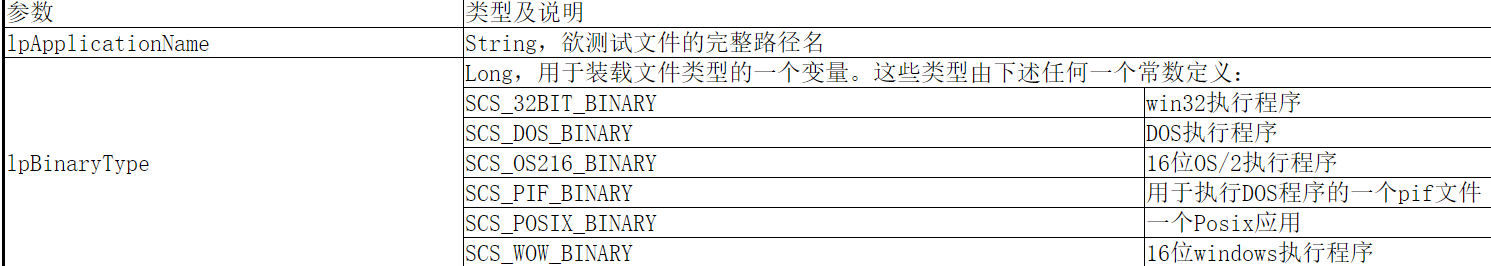 参数 类型及说明
lpApplicationName String，欲测试文件的完整路径名
Long，用于装载文件类型的一个变量。这些类型由下述任何一个常数定义：
SCS_32BIT_BINARY win32执行程序
SCS_DOS_BINARY DOS执行程序
lpBinaryType SCS_OS216_BINARY 16位OS/2执行程序
SCS_PIF_BINARY 用于执行DOS程序的一个pif文件
SCS_POSIX_BINARY 一个Posix应用
SCS_WOW_BINARY 16位windows执行程序